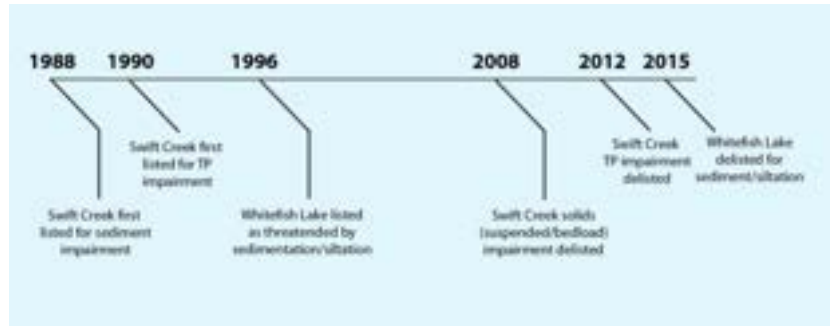 1988 1990 1996 2008 2012 2015
Swift Creek first
listed for sediment
impairment
Swift Creek first
listed for TP
impairment
Whitefish Lake listed
as threatended by
sedimentation/siltation
Swift Creek solids
(suspended/bedload)
impairment delisted
Swift Creek
TP impairment
delisted
Whitefish Lake
delisted for
sediment/siltation